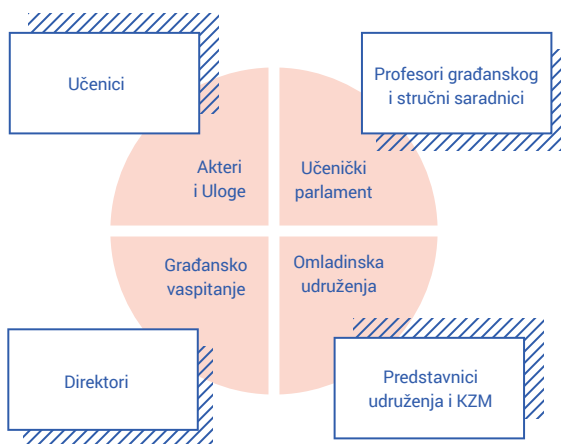 Učenici
Profesori građanskog
i stručni saradnici
Akteri
i Uloge
Učenički
parlament
Građansko
vaspitanje
Omladinska
udruženja
Direktori
Predstavnici
udruženja i KZM